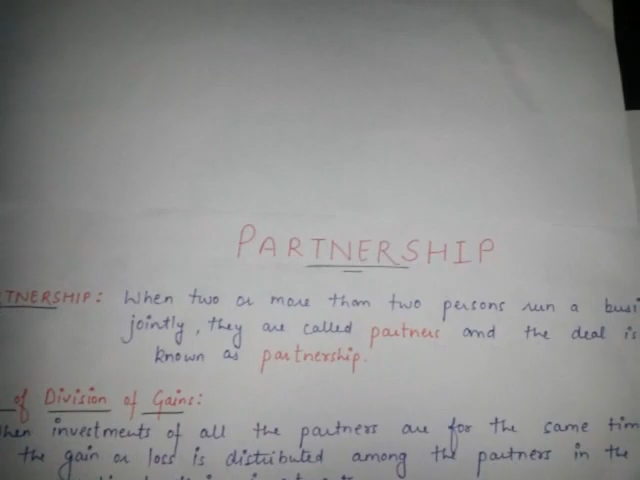 PARTNERSHIP
TNERSHIP: When two or more than two persons run a busi
jointly, they are called partners and the deal is
known as partnership.
of Division of Gains:
hen investments of all the partners are for the same tim
the gain or loss is distributed among the partners in the